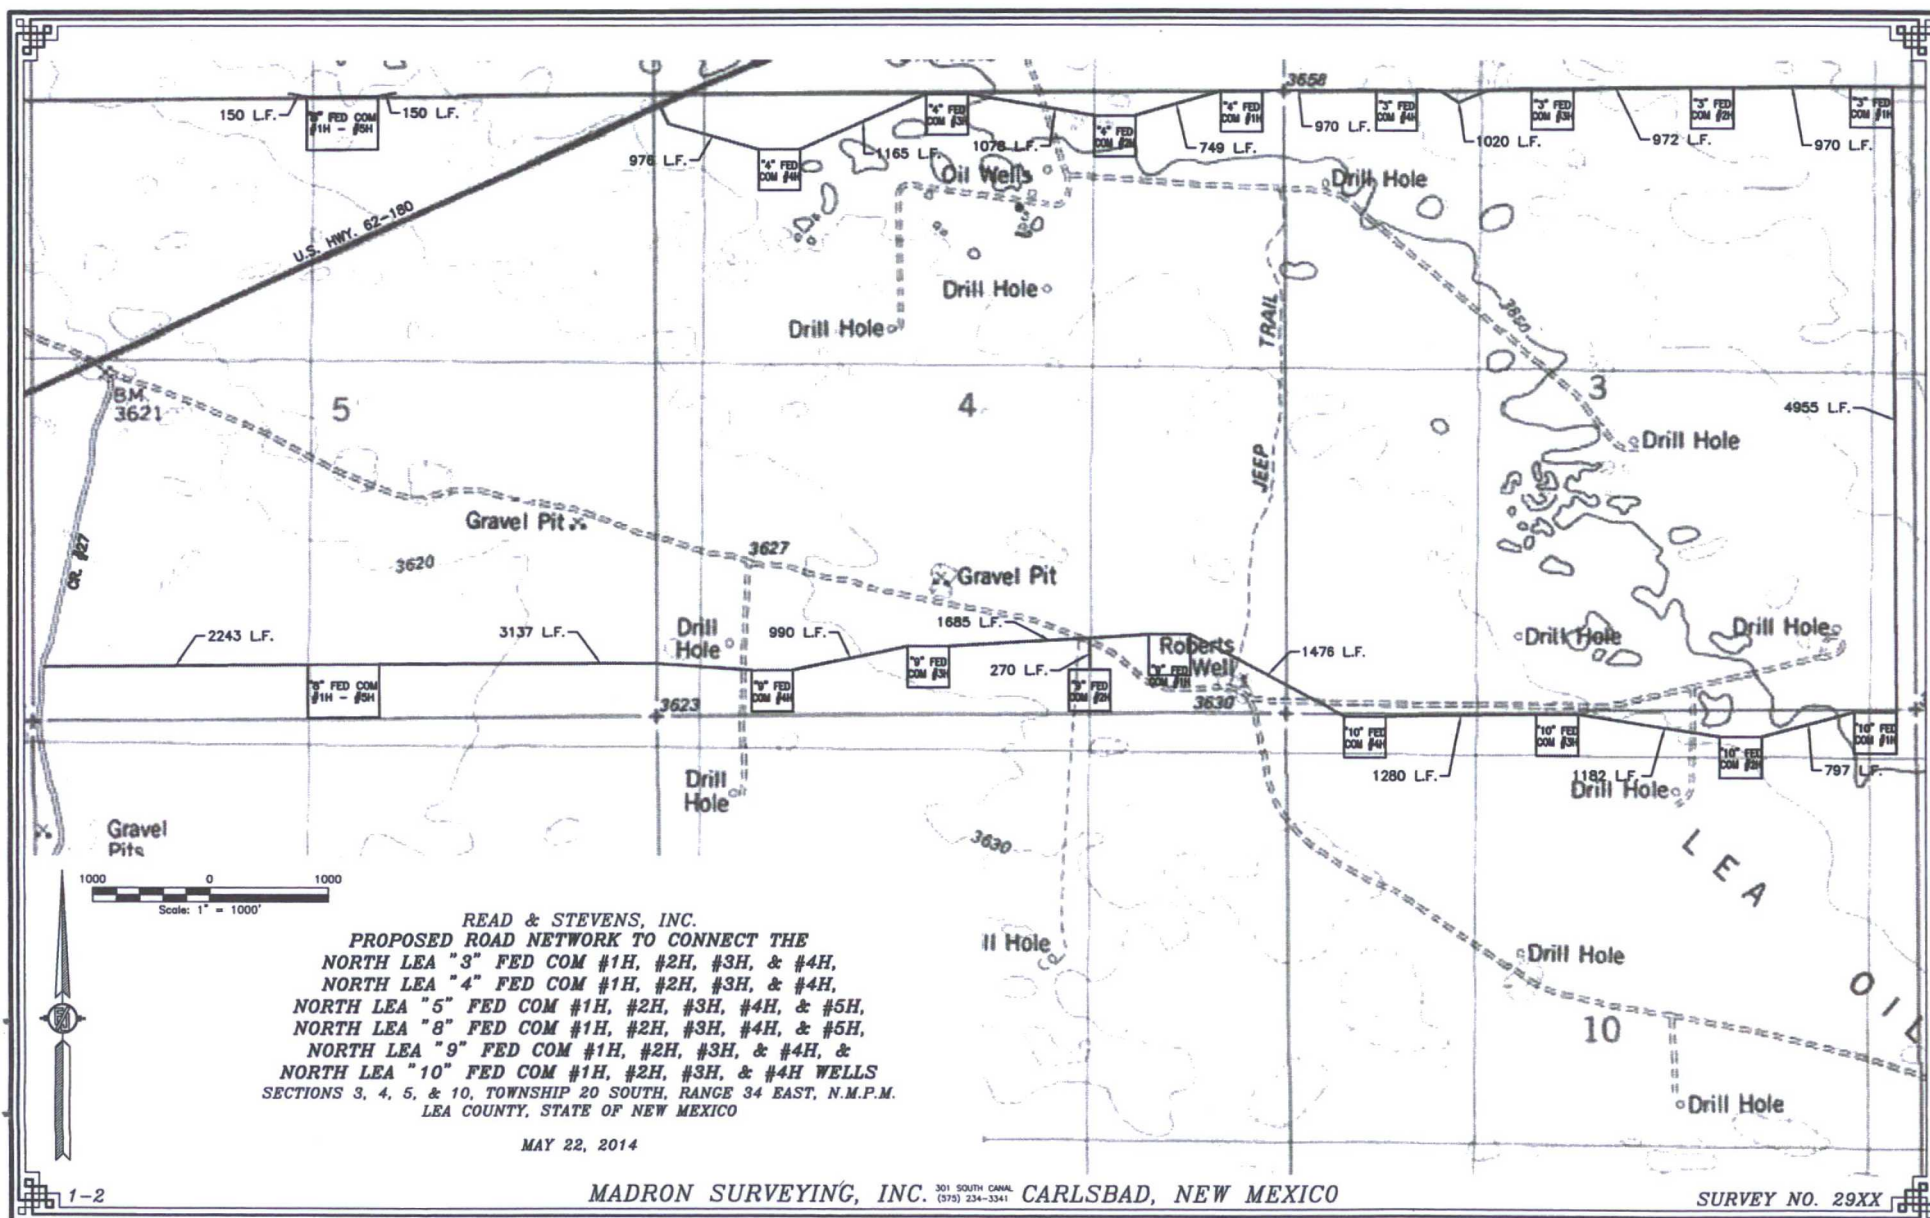 3658
150 L.F.
FED COM
#1H - #5H
150 L.F.
976 L.F.
"4" FED
COM #4H
1165 L.F.
"4" FED
COM #3H
1078 L.F.
"4" FED
COM #2H
749 L.F.
"4" FED
COM #1H
970 L.F.
"3" FED
COM #4H
1020 L.F.
"3" FED
COM #3H
972 L.F.
"3" FED
COM #2H
970 L.F.
"3" FED
COM #1H
Oil Wells
Drill Hole
U.S. HWY. 62-180
Drill Hole
Drill Hole
TRAIL
JEEP
3650
B.M.
3621
5
4
3
4955 L.F.
Drill Hole
Gravel Pit
3627
3620
CR. #27
Gravel Pit
2243 L.F.
3137 L.F.
Drill
Hole
990 L.F.
1685 L.F.
270 L.F.
Roberts
Well
1476 L.F.
Drill Hole
Drill Hole
"8" FED COM
#1H - #5H
"9" FED
COM #4H
"9" FED
COM #3H
"9" FED
COM #2H
"9" FED
COM #1H
3623
3630
"10" FED
COM #4H
"10" FED
COM #3H
"10" FED
COM #2H
"10" FED
COM #1H
1280 L.F.
1182 L.F.
797 L.F.
Drill
Hole
Drill Hole
Gravel
Pits
3630
LEA
OIL
ll Hole
Drill Hole
10
Drill Hole
1000 0 1000
Scale: 1" = 1000'
READ & STEVENS, INC.
PROPOSED ROAD NETWORK TO CONNECT THE
NORTH LEA "3" FED COM #1H, #2H, #3H, & #4H,
NORTH LEA "4" FED COM #1H, #2H, #3H, & #4H,
NORTH LEA "5" FED COM #1H, #2H, #3H, #4H, & #5H,
NORTH LEA "8" FED COM #1H, #2H, #3H, #4H, & #5H,
NORTH LEA "9" FED COM #1H, #2H, #3H, & #4H, &
NORTH LEA "10" FED COM #1H, #2H, #3H, & #4H WELLS
SECTIONS 3, 4, 5, & 10, TOWNSHIP 20 SOUTH, RANGE 34 EAST, N.M.P.M.
LEA COUNTY, STATE OF NEW MEXICO
MAY 22, 2014
1-2
MADRON SURVEYING, INC. 301 SOUTH CANAL (575) 234-3341 CARLSBAD, NEW MEXICO
SURVEY NO. 29XX